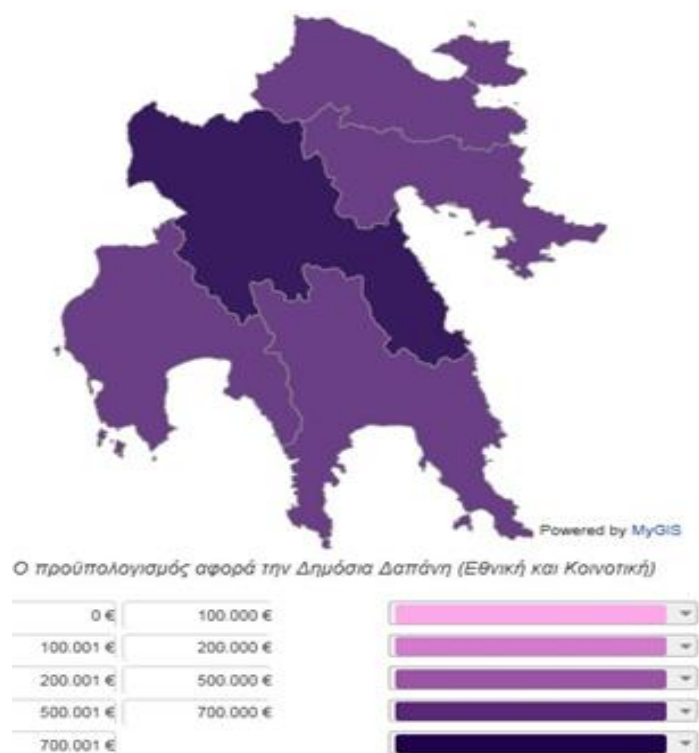 Powered by MyGIS
Ο προϋπολογισμός αφορά την Δημόσια Δαπάνη (Εθνική και Κοινοτική)
0 € 100.000 €
100.001 € 200.000 €
200.001 € 500.000 €
500.001 € 700.000 €
700.001 €